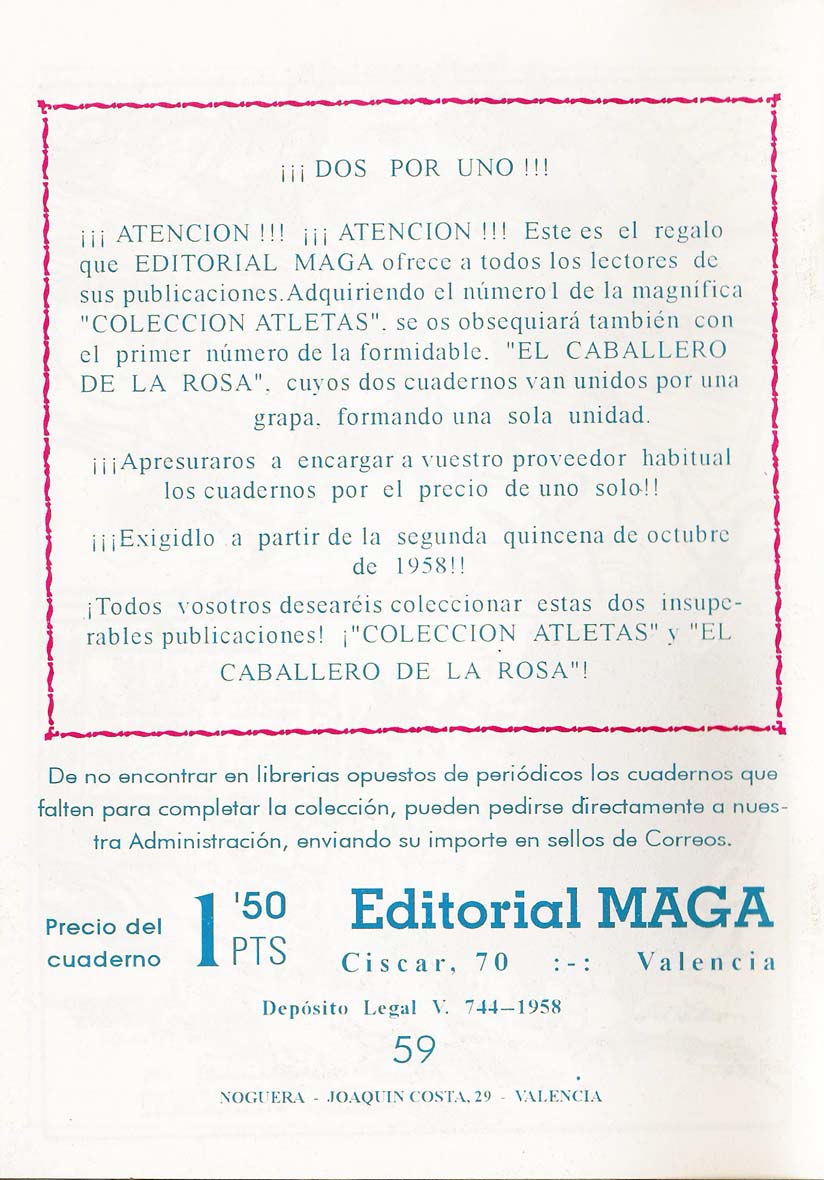 ¡¡¡ DOS POR UNO !!!
¡¡¡ ATENCION !!! ¡¡¡ ATENCION !!! Este es el regalo
que EDITORIAL MAGA ofrece a todos los lectores de
sus publicaciones. Adquiriendo el número 1 de la magnífica
"COLECCION ATLETAS". se os obsequiará también con
el primer número de la formidable. "EL CABALLERO
DE LA ROSA". cuyos dos cuadernos van unidos por una
grapa, formando una sola unidad.
¡¡¡Apresuraros a encargar a vuestro proveedor habitual
los cuadernos por el precio de uno solo!!
¡¡¡Exigidlo a partir de la segunda quincena de octubre
de 1958!!
¡Todos vosotros desearéis coleccionar estas dos insupe-
rables publicaciones! ¡"COLECCION ATLETAS" y "EL
CABALLERO DE LA ROSA"!
De no encontrar en librerias opuestos de periódicos los cuadernos que
falten para completar la colección, pueden pedirse directamente a nues-
tra Administración, enviando su importe en sellos de Correos.
Precio del cuaderno 1'50 PTS
Editorial MAGA
Ciscar, 70 :-: Valencia
Depósito Legal V. 744—1958
59
NOGUERA - JOAQUIN COSTA, 29 - VALENCIA